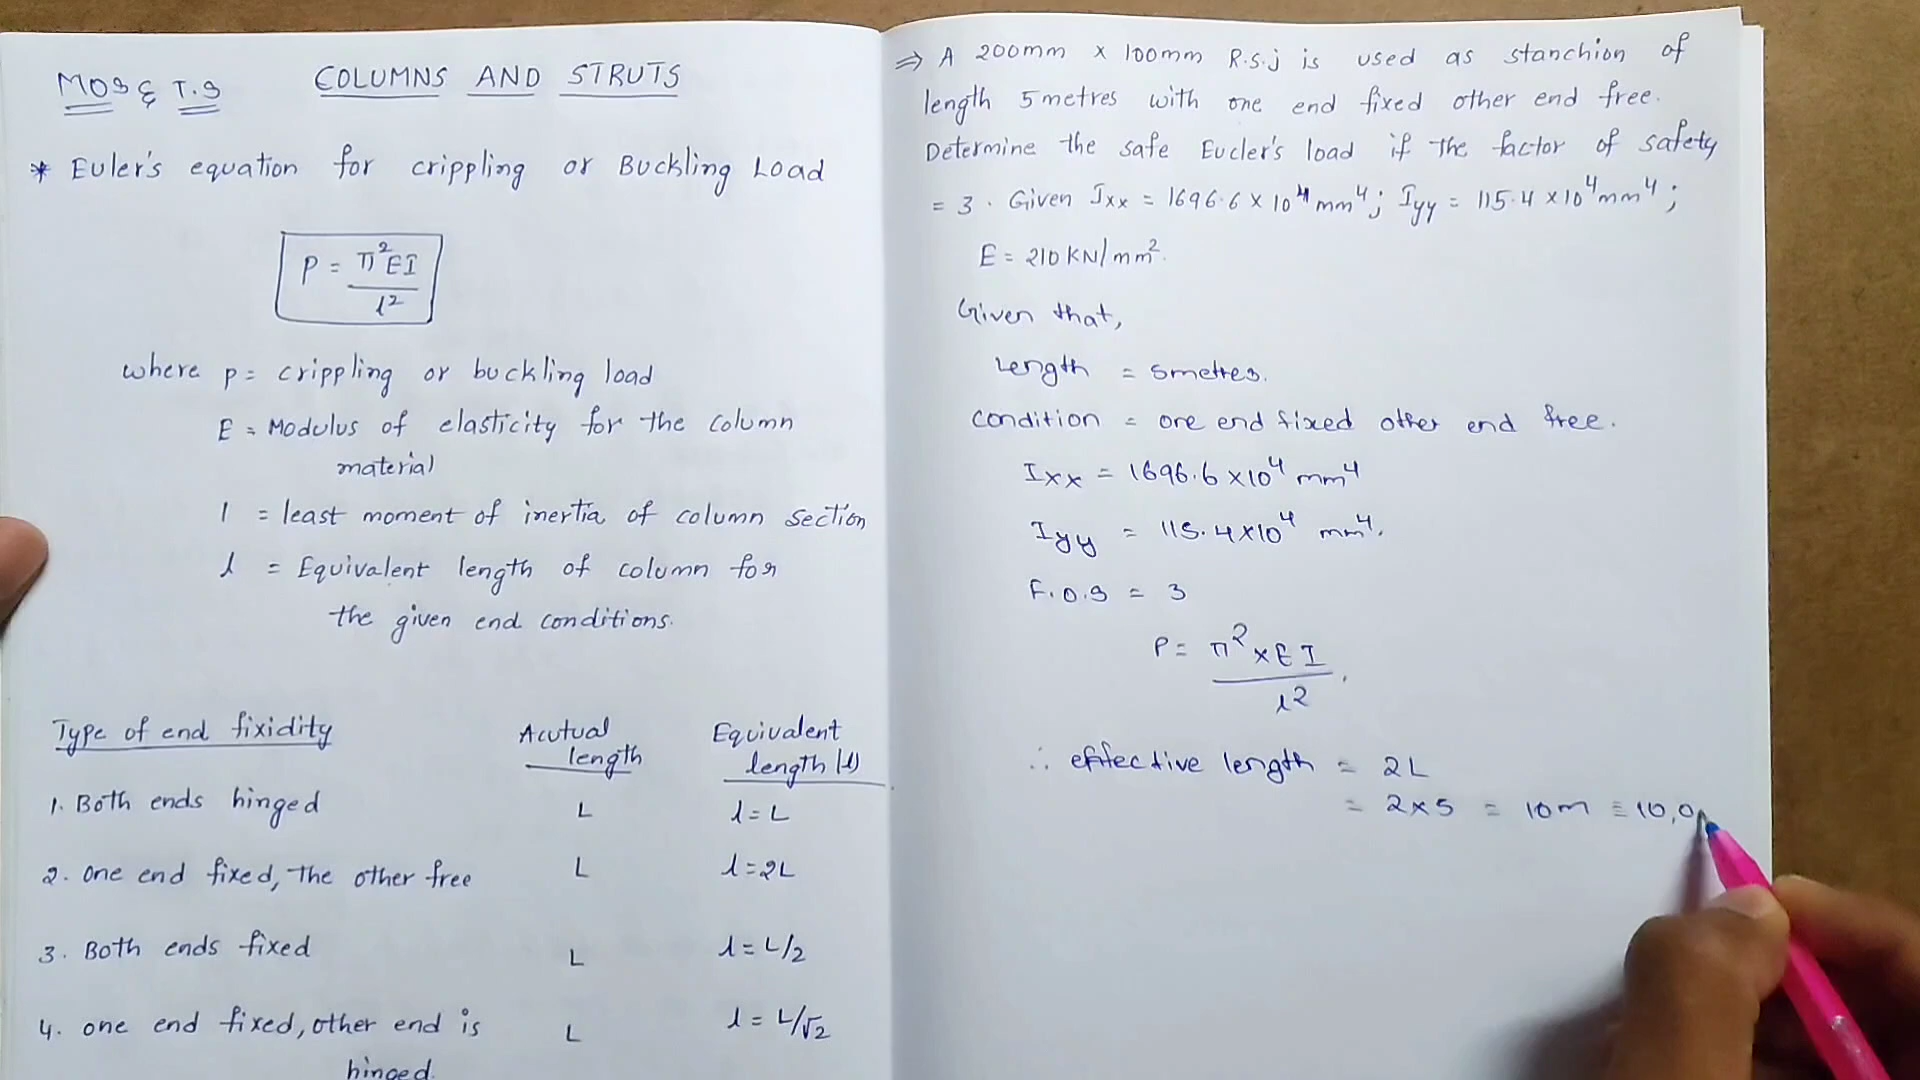 MOS & T.S
COLUMNS AND STRUTS
* Euler's equation for crippling or Buckling Load
P = π²EI
l²
where p = crippling or buckling load
E = Modulus of elasticity for the column
material
I = least moment of inertia of column section
l = Equivalent length of column for
the given end conditions.
Type of end fixidity
Acutual
length
Equivalent
length (l)
1. Both ends hinged
L
l = L
2. one end fixed, the other free
L
l = 2L
3. Both ends fixed
L
l = L/2
4. one end fixed, other end is
hinged.
L
l = L/√2
⇒ A 200mm × 100mm R.S.j is used as stanchion of
length 5metres with one end fixed other end free.
Determine the safe Eucler's load if the factor of safety
= 3. Given Ixx = 1696.6 × 10⁴ mm⁴; Iyy = 115.4 × 10⁴ mm⁴;
E = 210 KN/mm².
Given that,
Length = 5metres.
Condition = one end fixed other end free.
Ixx = 1696.6 × 10⁴ mm⁴
Iyy = 115.4 × 10⁴ mm⁴.
F.O.S = 3
P = π² × E I
l²
∴ effective length = 2L
= 2 × 5 = 10m = 10,0